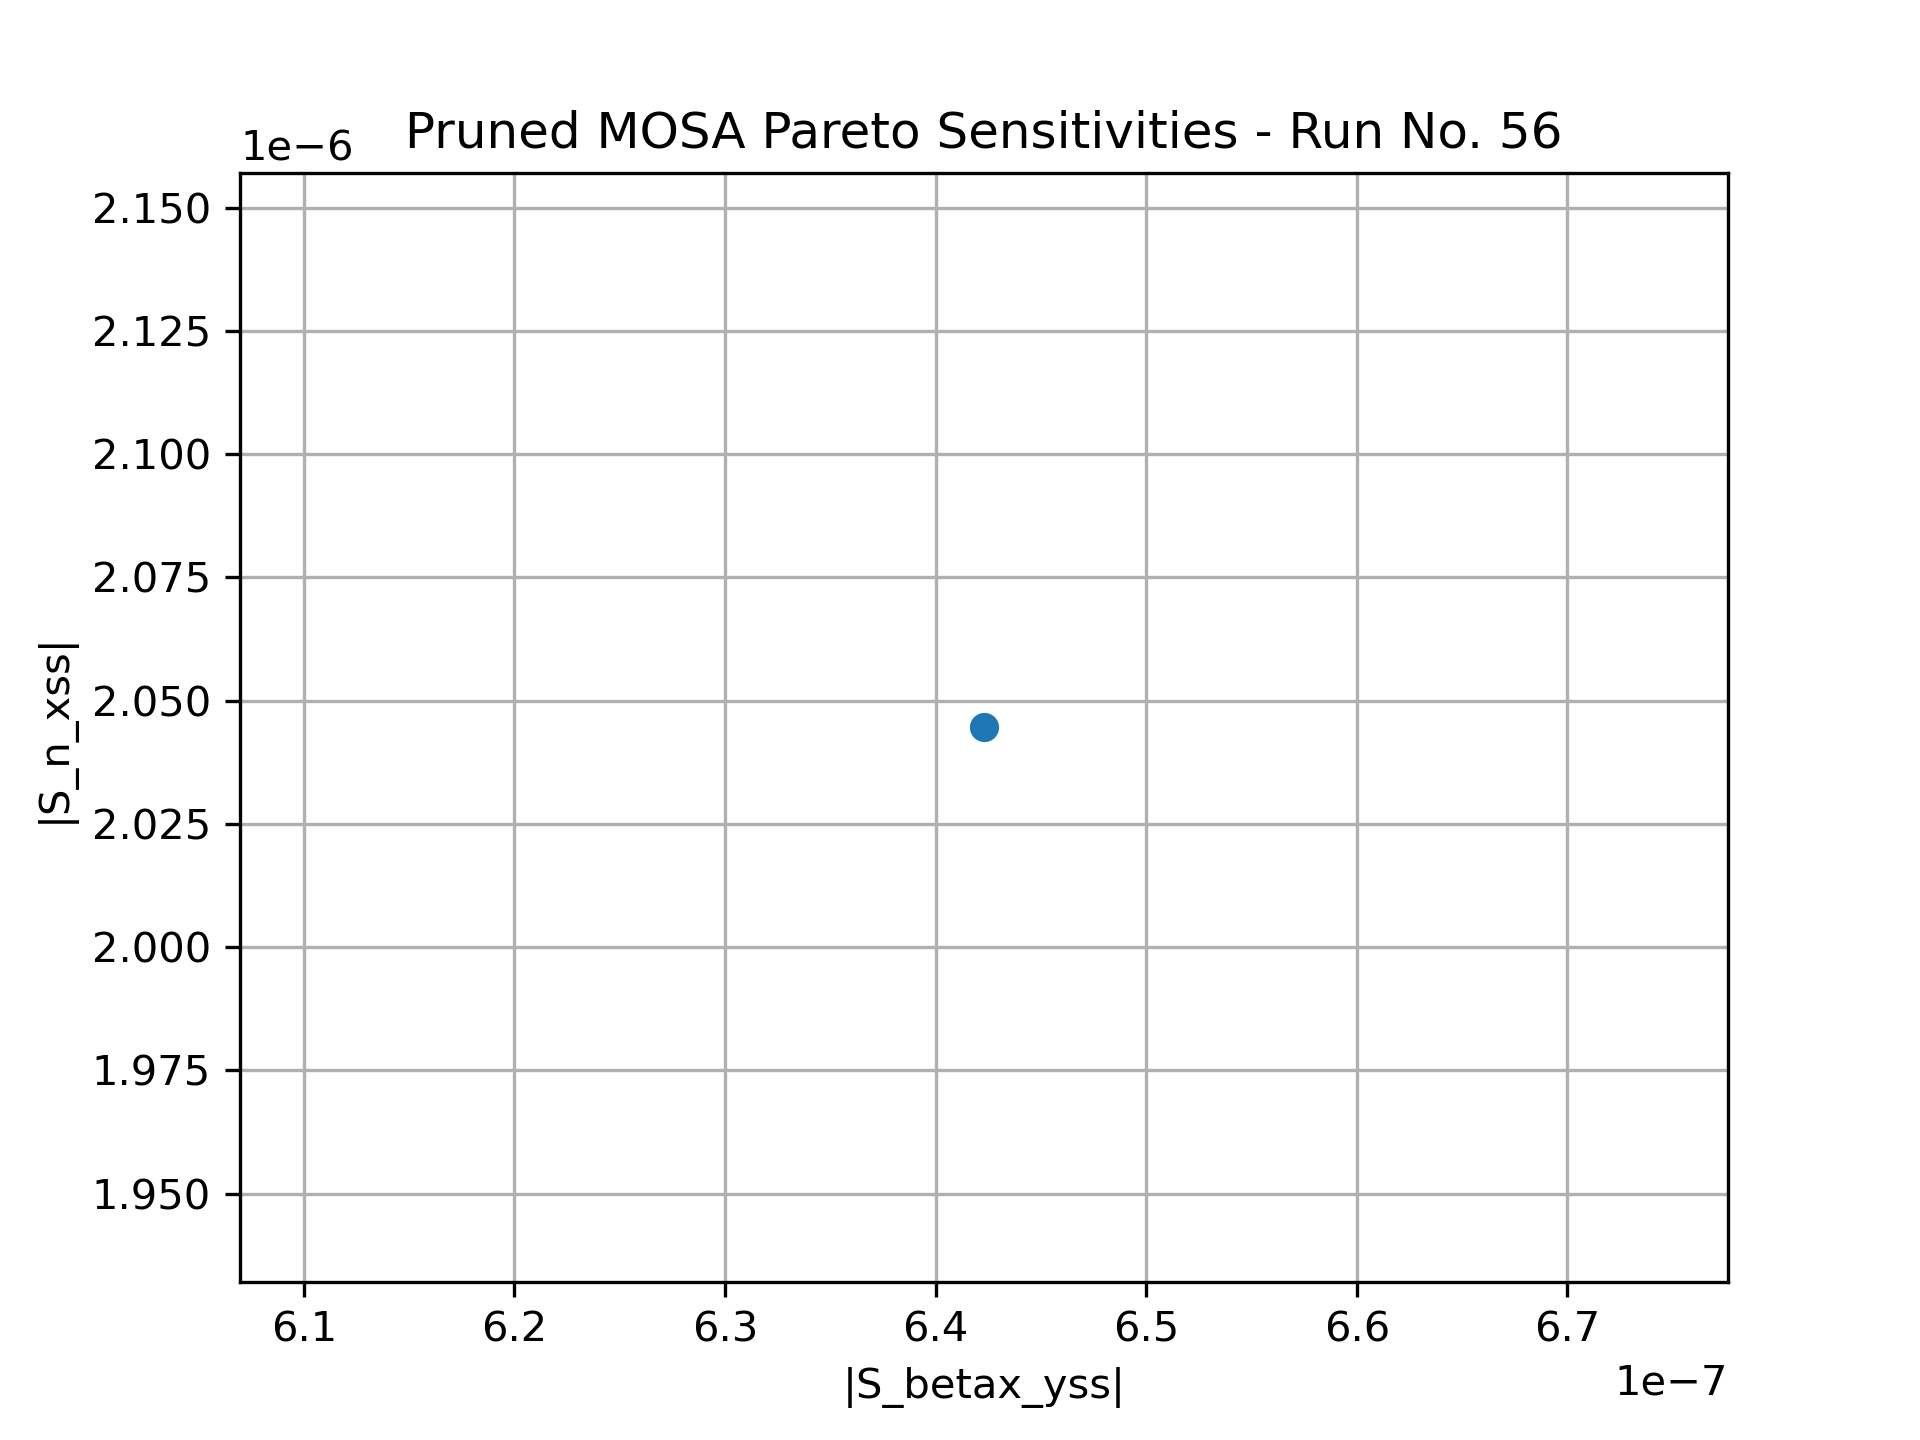 Pruned MOSA Pareto Sensitivities - Run No. 56
1e−6
2.150
2.125
2.100
2.075
2.050
2.025
2.000
1.975
1.950
|S_n_xss|
6.1 6.2 6.3 6.4 6.5 6.6 6.7
1e−7
|S_betax_yss|